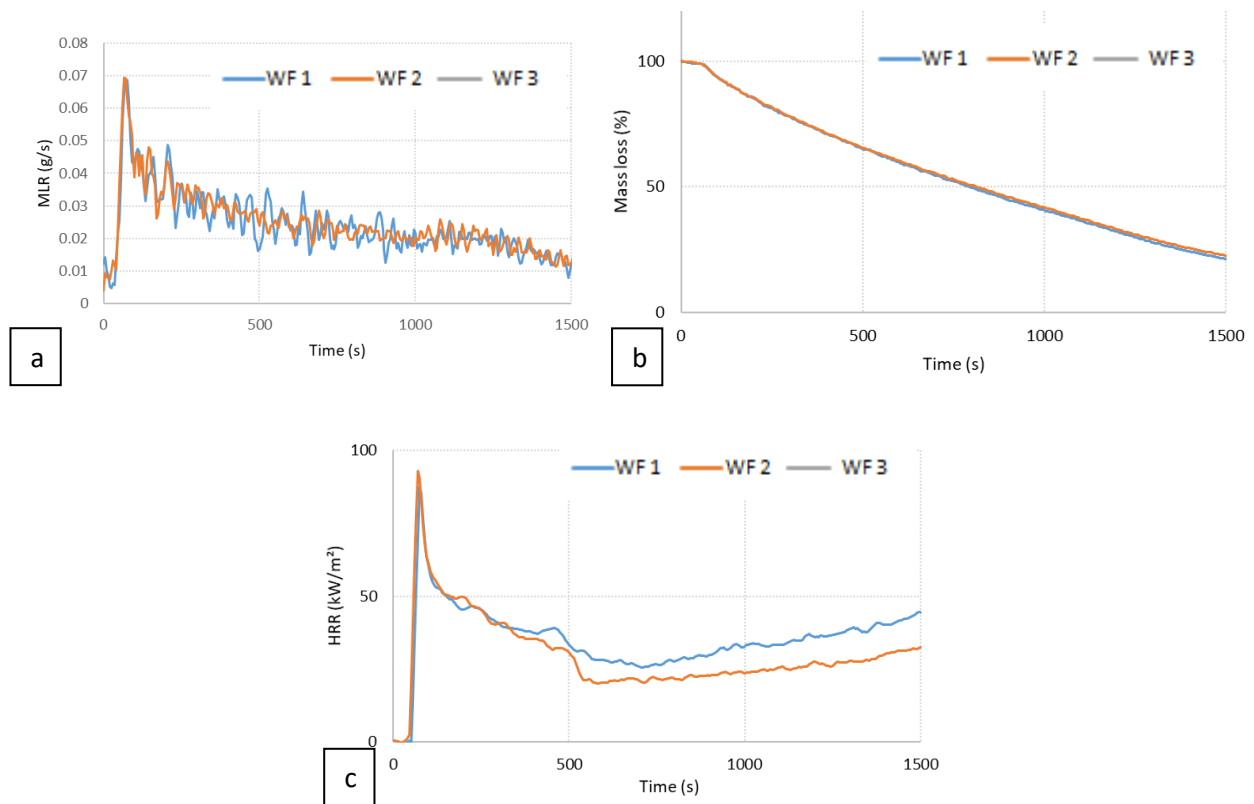 0.08
0.07
0.06
0.05
0.04
0.03
0.02
0.01
0
MLR (g/s)
WF 1 WF 2 WF 3
0 500 1000 1500
Time (s)
a
100
50
0
Mass loss (%)
WF 1 WF 2 WF 3
0 500 1000 1500
Time (s)
b
100
50
0
HRR (kW/m²)
WF 1 WF 2 WF 3
0 500 1000 1500
Time (s)
c